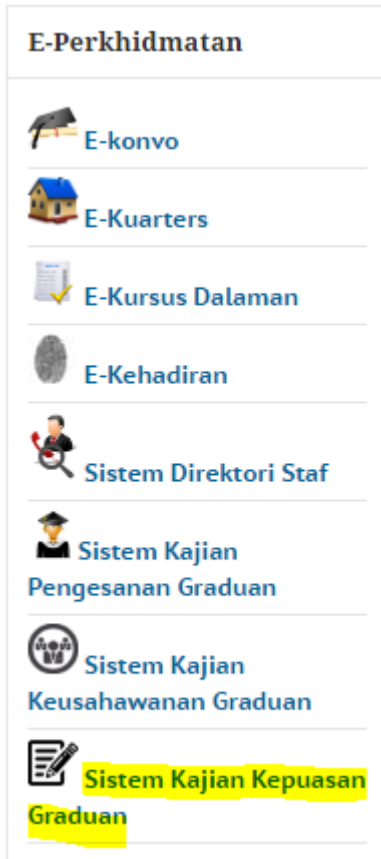 E-Perkhidmatan
E-konvo
E-Kuarters
E-Kursus Dalaman
E-Kehadiran
Sistem Direktori Staf
Sistem Kajian
Pengesanan Graduan
Sistem Kajian
Keusahawanan Graduan
Sistem Kajian Kepuasan
Graduan